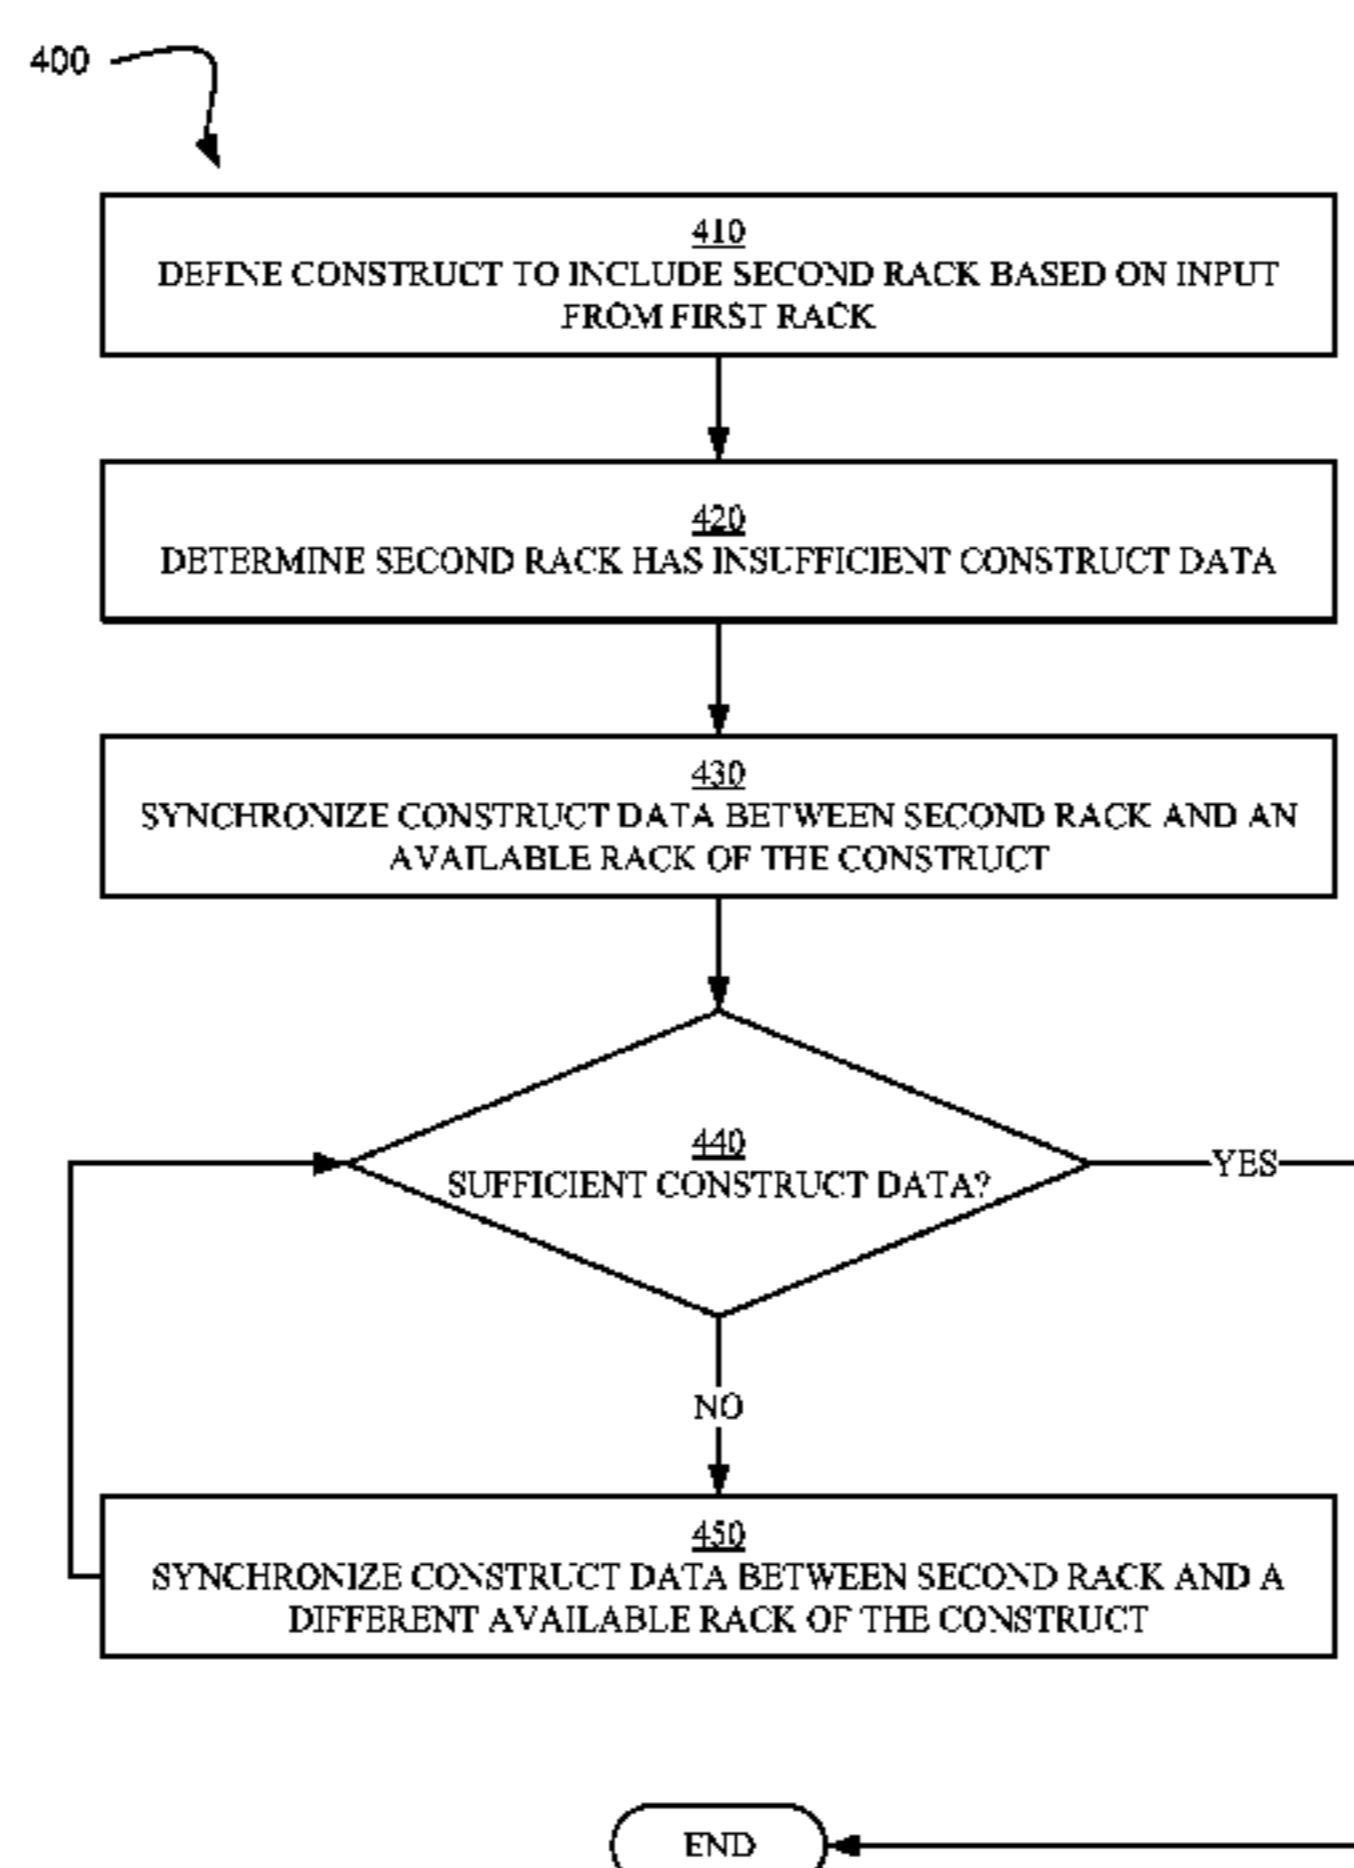 400
410
DEFINE CONSTRUCT TO INCLUDE SECOND RACK BASED ON INPUT
FROM FIRST RACK
420
DETERMINE SECOND RACK HAS INSUFFICIENT CONSTRUCT DATA
430
SYNCHRONIZE CONSTRUCT DATA BETWEEN SECOND RACK AND AN
AVAILABLE RACK OF THE CONSTRUCT
440
SUFFICIENT CONSTRUCT DATA?
YES
NO
450
SYNCHRONIZE CONSTRUCT DATA BETWEEN SECOND RACK AND A
DIFFERENT AVAILABLE RACK OF THE CONSTRUCT
END